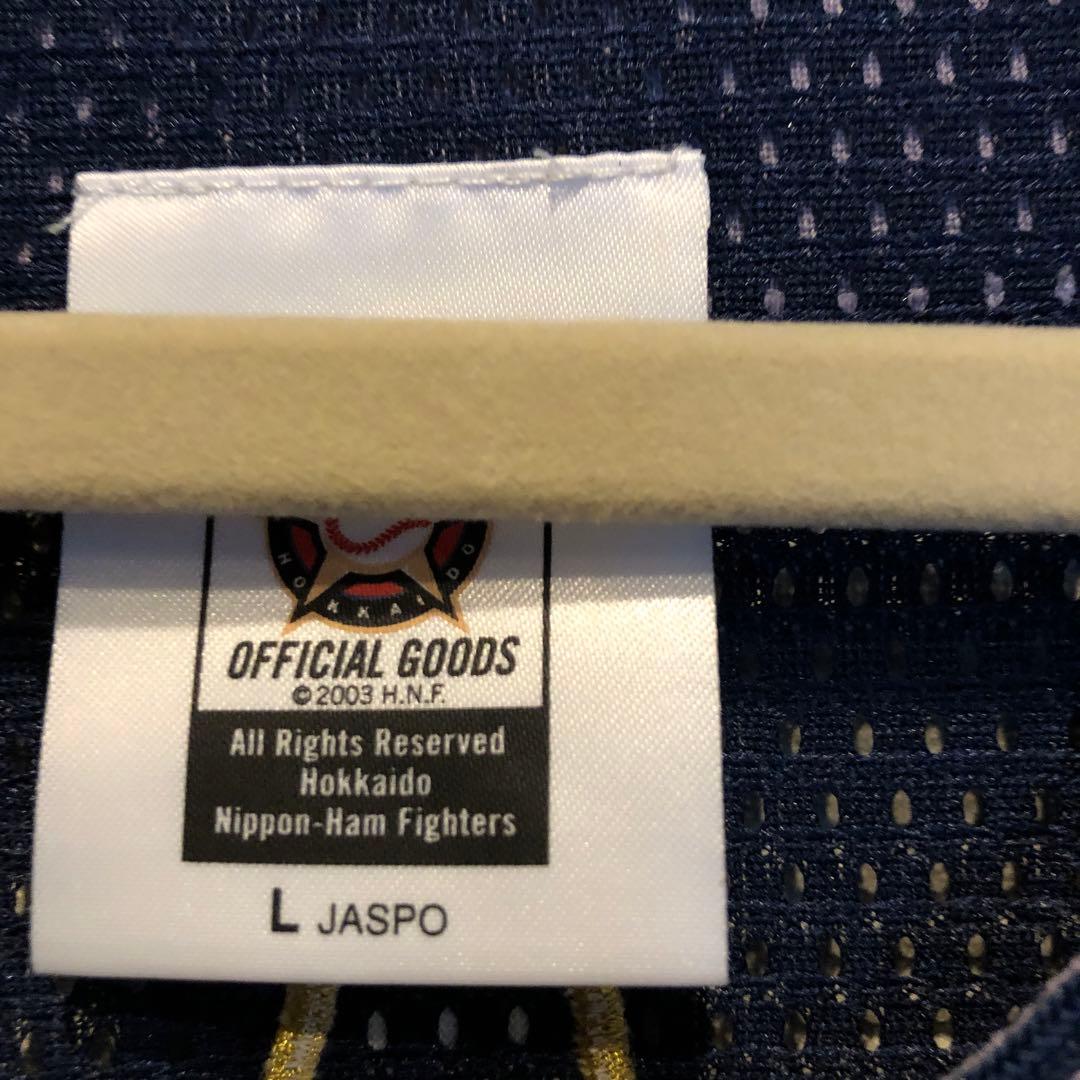 HOKKAIDO
OFFICIAL GOODS
©2003 H.N.F.
All Rights Reserved
Hokkaido
Nippon-Ham Fighters
L JASPO